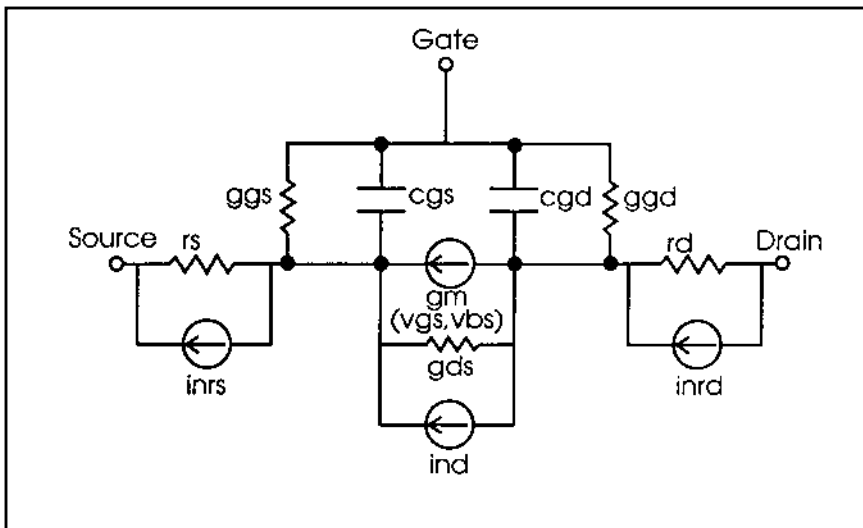 Gate
ggs
cgs
cgd
ggd
Source
rs
rd
Drain
gm
(vgs,vbs)
gds
inrs
inrd
ind